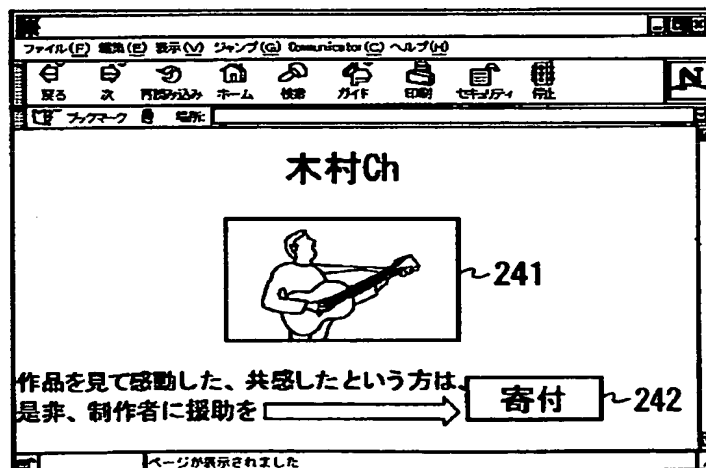 ファイル(F) 編集(E) 表示(V) ジャンプ(G) Communicator(C) ヘルプ(H)
戻る 次 再読み込み ホーム 検索 ガイド 印刷 セキュリティ 停止 N
ブックマーク 場所:
木村Ch
241
作品を見て感動した、共感したという方は、
是非、制作者に援助を 寄付 242
ページが表示されました